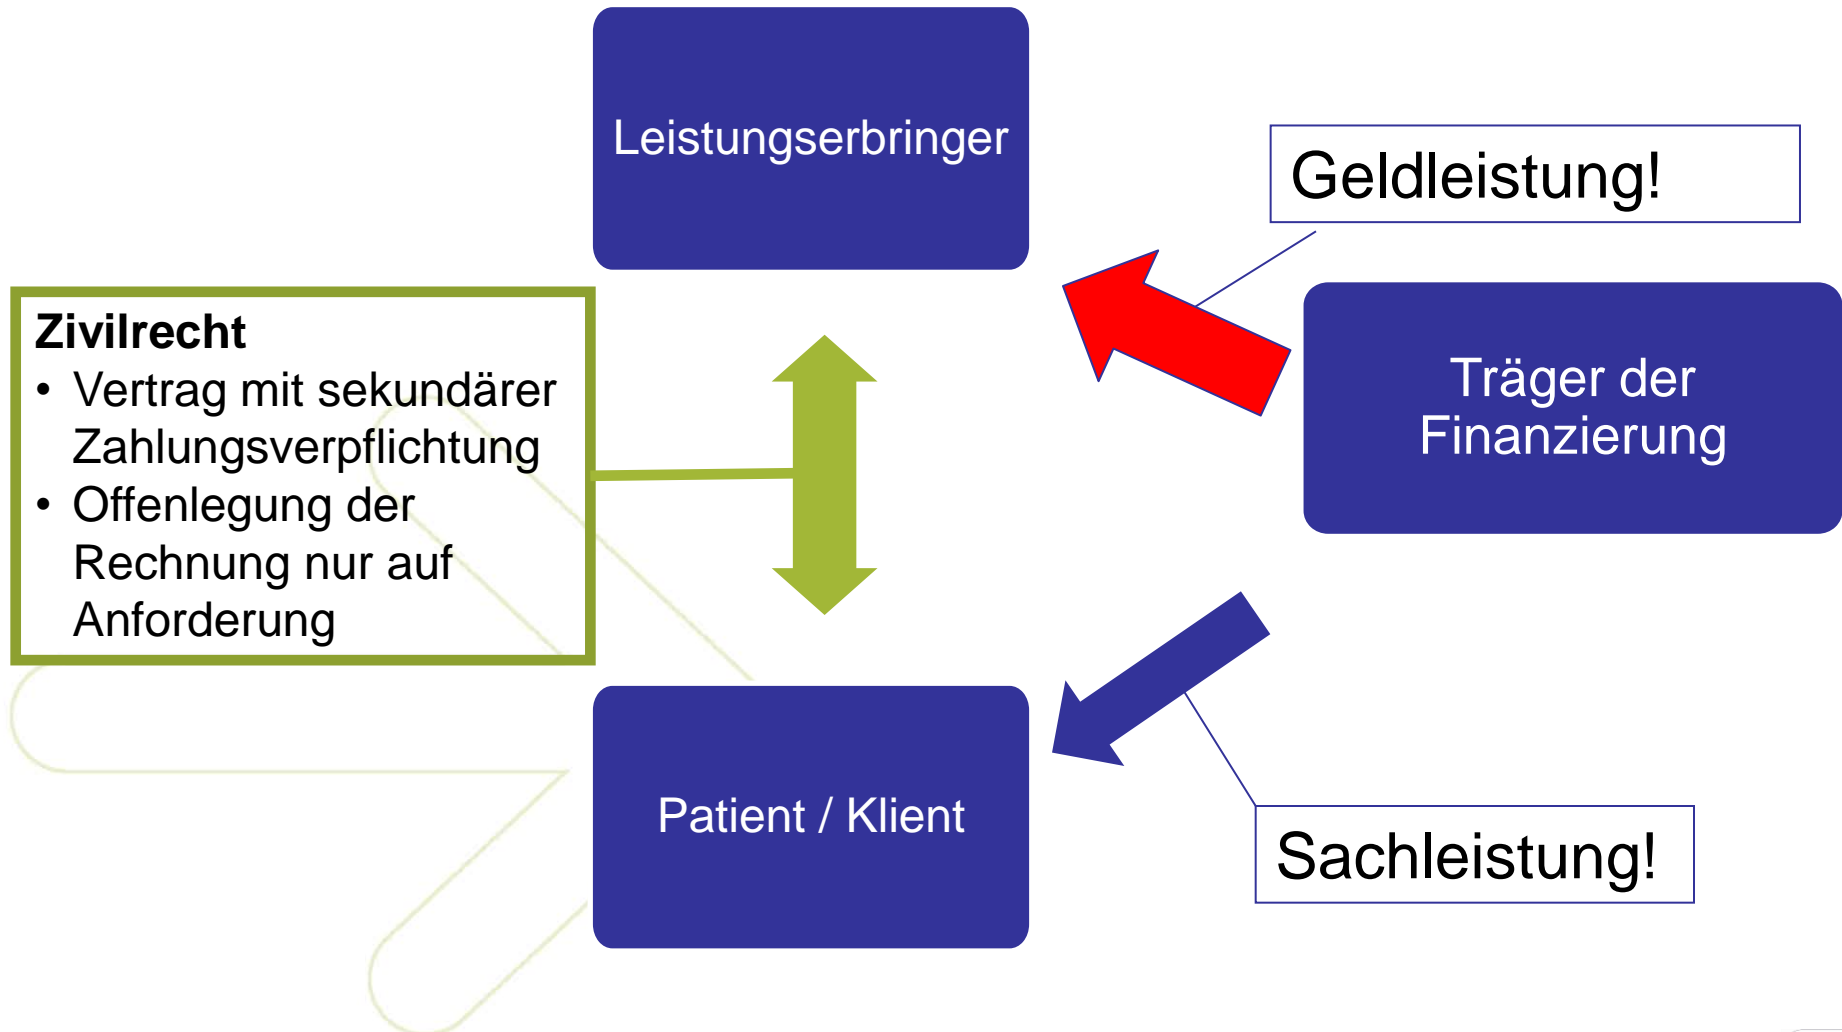 Leistungserbringer
Geldleistung!
Zivilrecht
• Vertrag mit sekundärer
Zahlungsverpflichtung
• Offenlegung der
Rechnung nur auf
Anforderung
Träger der
Finanzierung
Patient / Klient
Sachleistung!